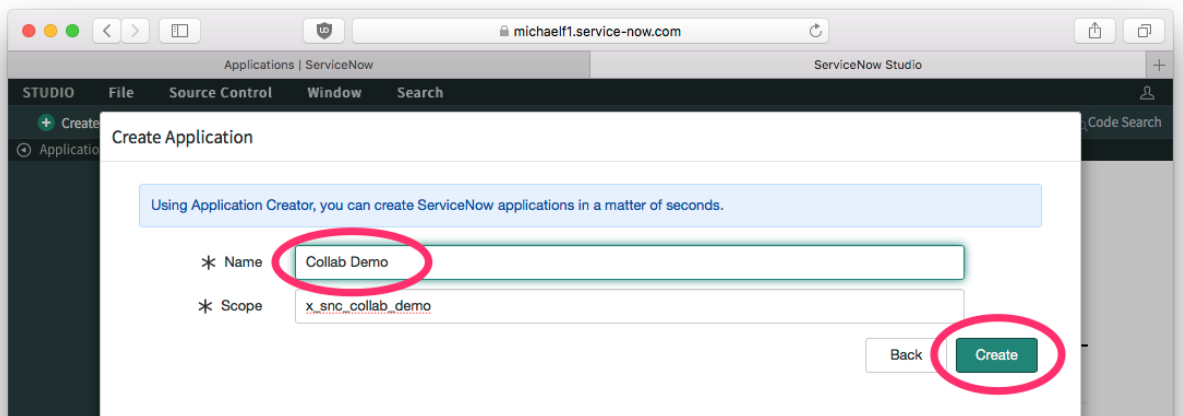 michaelf1.service-now.com
Applications | ServiceNow
ServiceNow Studio
STUDIO File Source Control Window Search
Create
Code Search
Applicatio
Create Application
Using Application Creator, you can create ServiceNow applications in a matter of seconds.
Name Collab Demo
Scope x_snc_collab_demo
Back Create